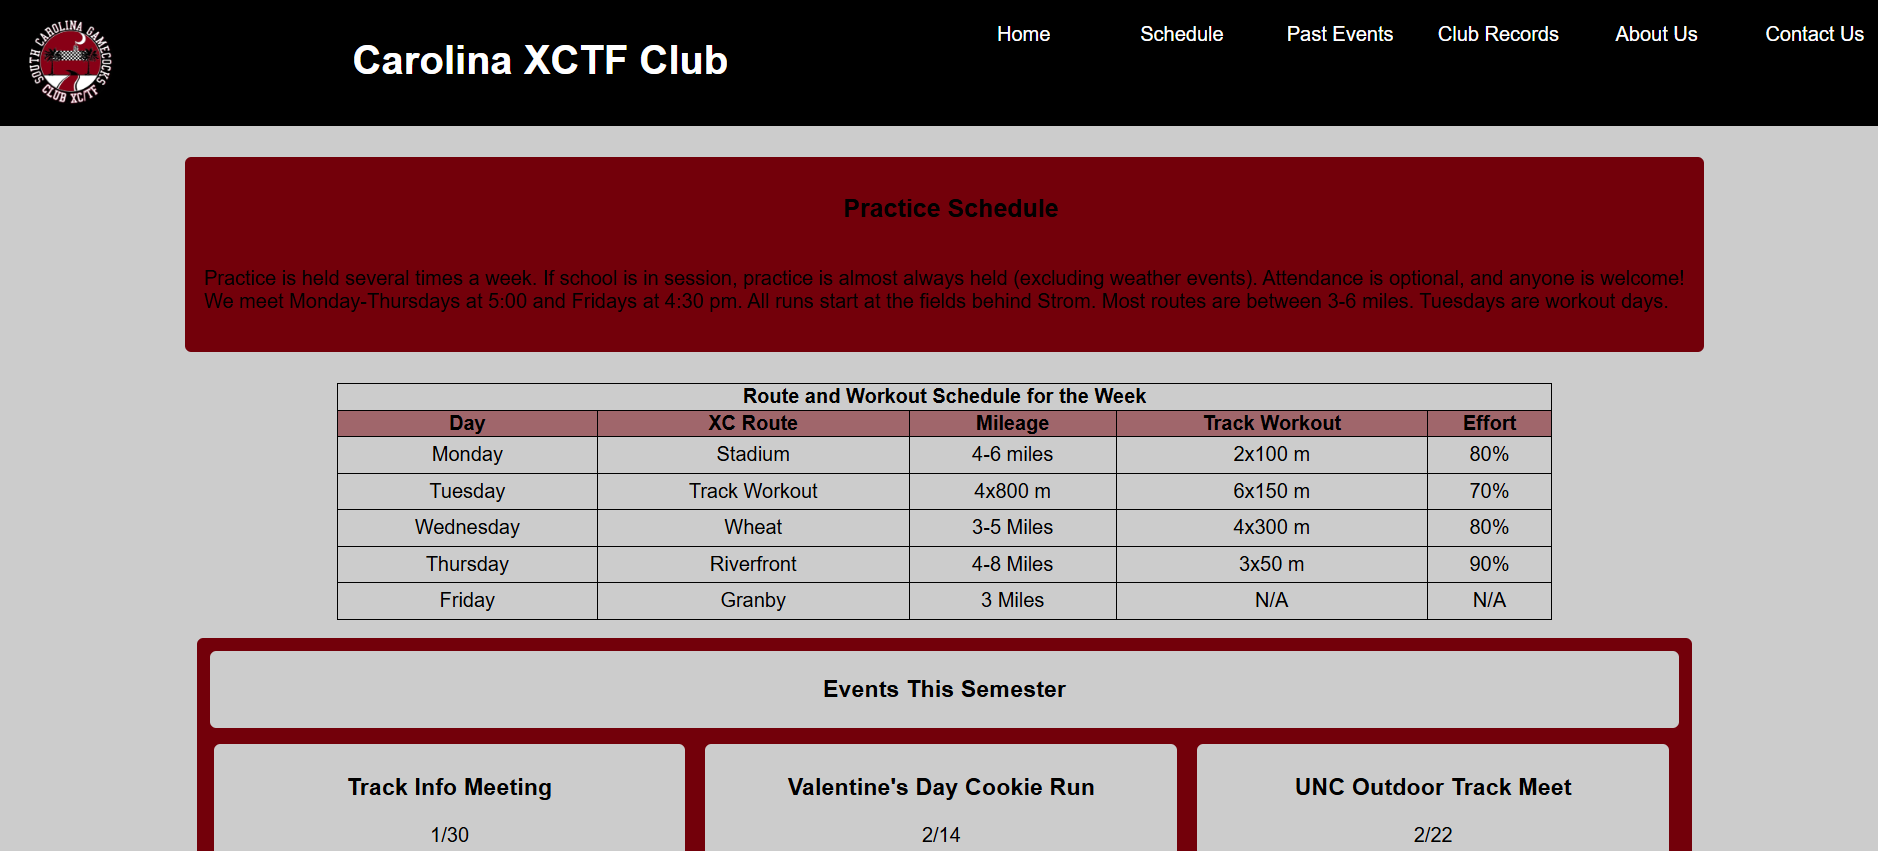 SOUTH CAROLINA GAMECOCKS
CLUB XC/TF
Carolina XCTF Club
Home Schedule Past Events Club Records About Us Contact Us
Practice Schedule
Practice is held several times a week. If school is in session, practice is almost always held (excluding weather events). Attendance is optional, and anyone is welcome!
We meet Monday-Thursdays at 5:00 and Fridays at 4:30 pm. All runs start at the fields behind Strom. Most routes are between 3-6 miles. Tuesdays are workout days.
Route and Workout Schedule for the Week
Day XC Route Mileage Track Workout Effort
Monday Stadium 4-6 miles 2x100 m 80%
Tuesday Track Workout 4x800 m 6x150 m 70%
Wednesday Wheat 3-5 Miles 4x300 m 80%
Thursday Riverfront 4-8 Miles 3x50 m 90%
Friday Granby 3 Miles N/A N/A
Events This Semester
Track Info Meeting Valentine's Day Cookie Run UNC Outdoor Track Meet
1/30 2/14 2/22